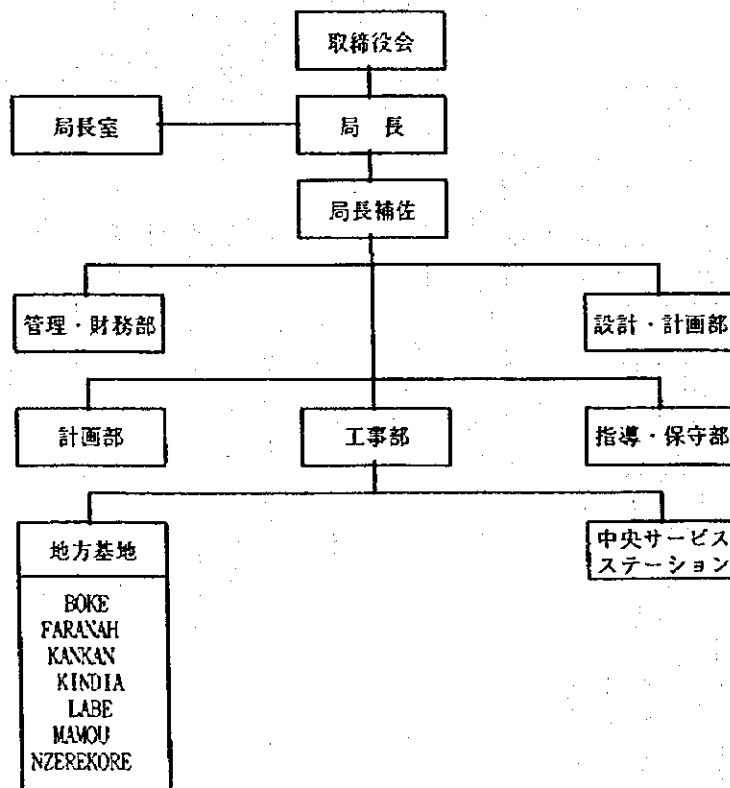 取締役会
局長室
局 長
局長補佐
管理・財務部
設計・計画部
計画部
工事部
指導・保守部
地方基地
中央サービス
ステーション
BOKE
FARANAH
KANKAN
KINDIA
LABE
MAMOU
NZEREKORE